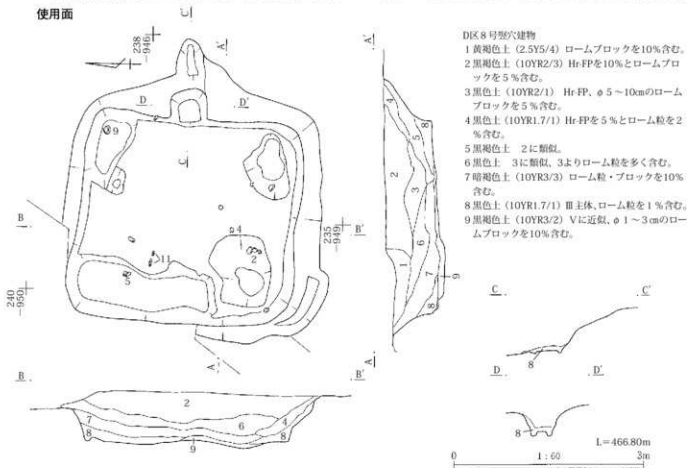 使用面
C
C'
238
-946
A'
A'
D
D'
9
C
B
B'
235
-949
4
2
11
5
240
-950
A
A
B
B'
2
7
6
4
8
8
9
4
8
5
2
3
6
1
7
9
8
D区8号竪穴建物
1 黄褐色土（2.5Y5/4）ロームブロックを10％含む。
2 黒褐色土（10YR2/3）Hr-FPを10％とロームブロ
ックを5％含む。
3 黒色土（10YR2/1） Hr-FP、φ5～10cmのローム
ブロックを5％含む。
4 黒色土（10YR1.7/1）Hr-FPを5％とローム粒を2
％含む。
5 黒褐色土 2に類似。
6 黒色土 3に類似、3よりローム粒を多く含む。
7 暗褐色土（10YR3/3）ローム粒・ブロックを10％
含む。
8 黒色土（10YR1.7/1）Ⅲ主体、ローム粒を1％含む。
9 黒褐色土（10YR3/2）Ⅴに近似、φ1～3cmのロー
ムブロックを10％含む。
C
C'
8
D
D'
8
L=466.80m
0
1：60
3m